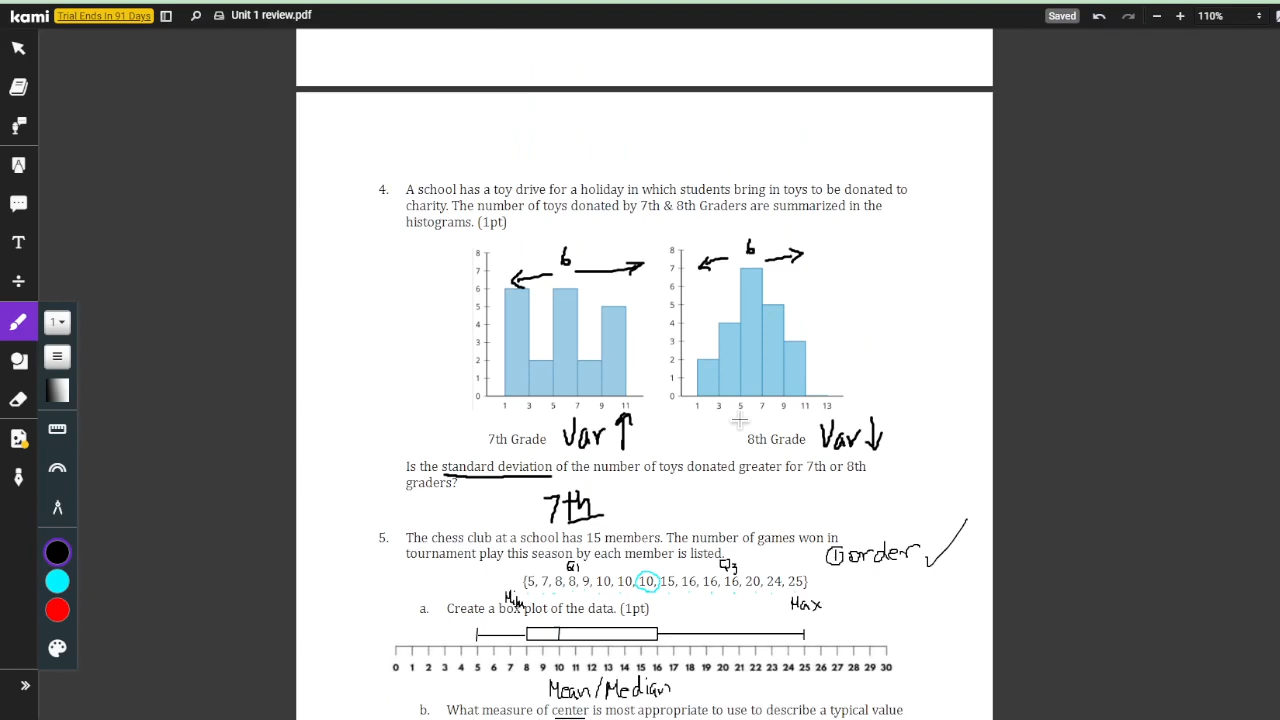 kami Trial Ends In 91 Days Unit 1 review.pdf Saved 110%
4. A school has a toy drive for a holiday in which students bring in toys to be donated to
charity. The number of toys donated by 7th & 8th Graders are summarized in the
histograms. (1pt)
6 6
8 8
7 7
6 6
5 5
4 4
3 3
2 2
1 1
0 0
1 3 5 7 9 11 1 3 5 7 9 11 13
7th Grade Var↑ 8th Grade Var↓
Is the standard deviation of the number of toys donated greater for 7th or 8th
graders?
7th
5. The chess club at a school has 15 members. The number of games won in
tournament play this season by each member is listed.
① order ✓
Q1 Q3
{5, 7, 8, 8, 9, 10, 10, 10, 15, 16, 16, 16, 20, 24, 25}
Min Max
a. Create a box plot of the data. (1pt)
0 1 2 3 4 5 6 7 8 9 10 11 12 13 14 15 16 17 18 19 20 21 22 23 24 25 26 27 28 29 30
Mean/Median
b. What measure of center is most appropriate to use to describe a typical value
1
T